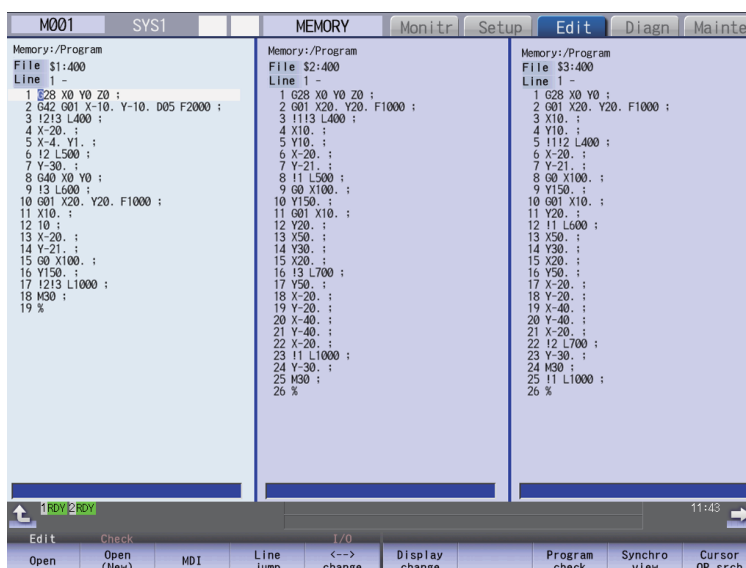 M001 SYS1 MEMORY Monitr Setup Edit Diagn Mainte
Memory:/Program
File $1:400
Line 1 -
1 G28 X0 Y0 Z0 ;
2 G42 G01 X-10. Y-10. D05 F2000 ;
3 !2!3 L400 ;
4 X-20. ;
5 X-4. Y1. ;
6 !2 L500 ;
7 Y-30. ;
8 G40 X0 Y0 ;
9 !3 L600 ;
10 G01 X20. Y20. F1000 ;
11 X10. ;
12 10 ;
13 X-20. ;
14 Y-21. ;
15 G0 X100. ;
16 Y150. ;
17 !2!3 L1000 ;
18 M30 ;
19 %
Memory:/Program
File $2:400
Line 1 -
1 G28 X0 Y0 Z0 ;
2 G01 X20. Y20. F1000 ;
3 !1!3 L400 ;
4 X10. ;
5 Y10. ;
6 X-20. ;
7 Y-21. ;
8 !1 L500 ;
9 G0 X100. ;
10 Y150. ;
11 G01 X10. ;
12 Y20. ;
13 X50. ;
14 Y30. ;
15 X20. ;
16 !3 L700 ;
17 Y50. ;
18 X-20. ;
19 Y-20. ;
20 X-40. ;
21 Y-40. ;
22 X-20. ;
23 !1 L1000 ;
24 Y-30. ;
25 M30 ;
26 %
Memory:/Program
File $3:400
Line 1 -
1 G28 X0 Y0 Z0 ;
2 G01 X20. Y20. F1000 ;
3 X10. ;
4 Y10. ;
5 !1!2 L400 ;
6 X-20. ;
7 Y-21. ;
8 G0 X100. ;
9 Y150. ;
10 G01 X10. ;
11 Y20. ;
12 !1 L600 ;
13 X50. ;
14 Y30. ;
15 X20. ;
16 Y50. ;
17 X-20. ;
18 Y-20. ;
19 X-40. ;
20 Y-40. ;
21 X-20. ;
22 !2 L700 ;
23 Y-30. ;
24 M30 ;
25 !1 L1000 ;
26 %
1RDY 2RDY 11:43
Edit Check I/O
Open Open (New) MDI Line jump <--> change Display change Program check Synchro view Cursor OP srch